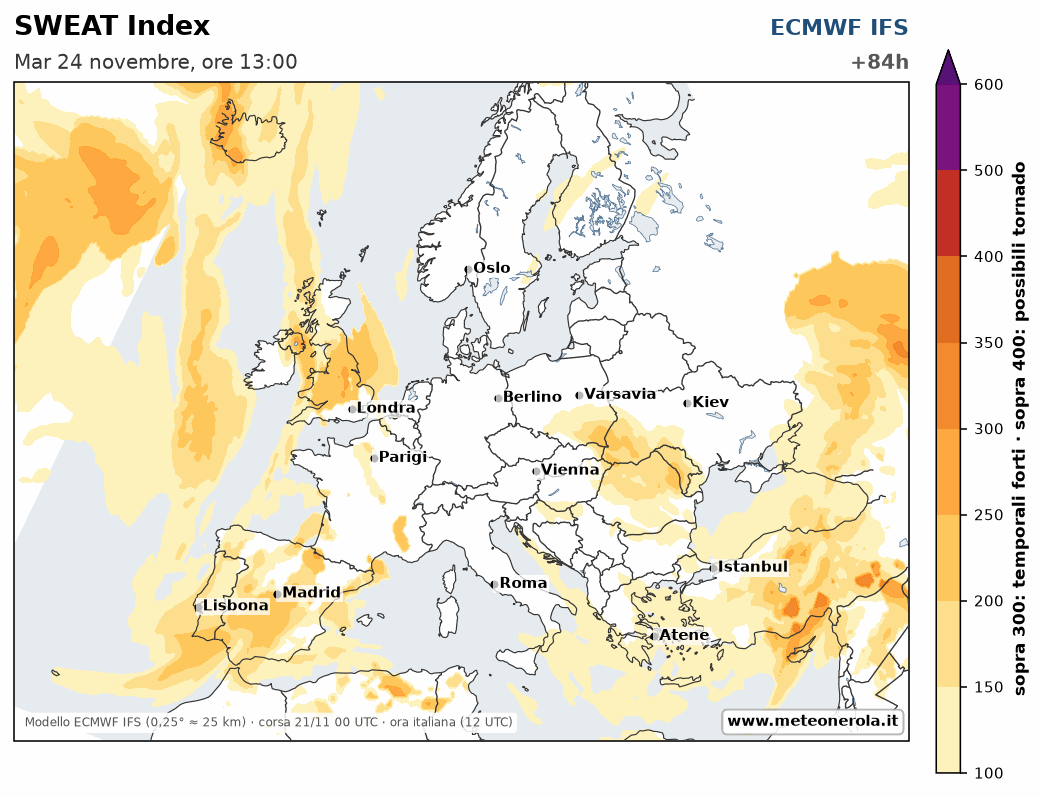 SWEAT Index
ECMWF IFS
Mar 24 novembre, ore 13:00
+84h
600
500
400
350
300
250
200
150
100
sopra 300: temporali forti · sopra 400: possibili tornado
Oslo
Londra
Berlino
Varsavia
Kiev
Parigi
Vienna
Istanbul
Madrid
Roma
Lisbona
Atene
Modello ECMWF IFS (0,25° ≈ 25 km) · corsa 21/11 00 UTC · ora italiana (12 UTC)
www.meteonerola.it